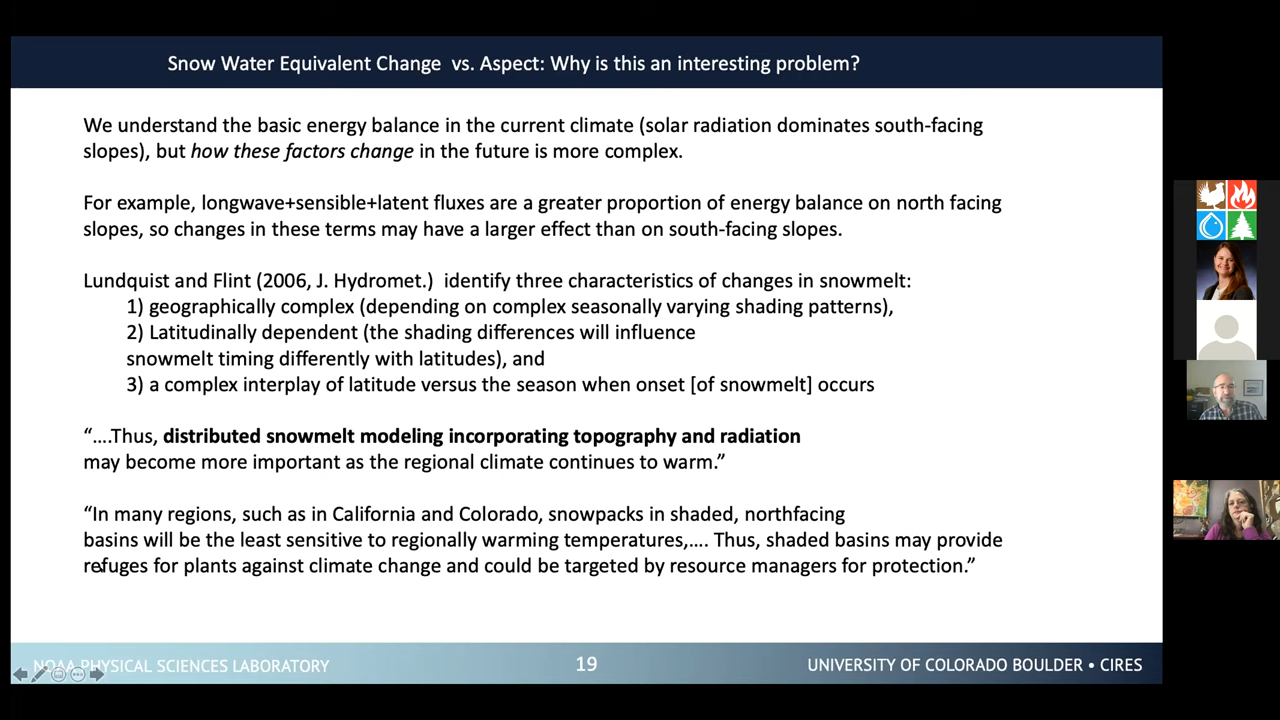 Snow Water Equivalent Change vs. Aspect: Why is this an interesting problem?
We understand the basic energy balance in the current climate (solar radiation dominates south-facing
slopes), but how these factors change in the future is more complex.
For example, longwave+sensible+latent fluxes are a greater proportion of energy balance on north facing
slopes, so changes in these terms may have a larger effect than on south-facing slopes.
Lundquist and Flint (2006, J. Hydromet.) identify three characteristics of changes in snowmelt:
1) geographically complex (depending on complex seasonally varying shading patterns),
2) Latitudinally dependent (the shading differences will influence
snowmelt timing differently with latitudes), and
3) a complex interplay of latitude versus the season when onset [of snowmelt] occurs
“….Thus, distributed snowmelt modeling incorporating topography and radiation
may become more important as the regional climate continues to warm.”
“In many regions, such as in California and Colorado, snowpacks in shaded, northfacing
basins will be the least sensitive to regionally warming temperatures,…. Thus, shaded basins may provide
refuges for plants against climate change and could be targeted by resource managers for protection.”
NOAA PHYSICAL SCIENCES LABORATORY
19
UNIVERSITY OF COLORADO BOULDER • CIRES